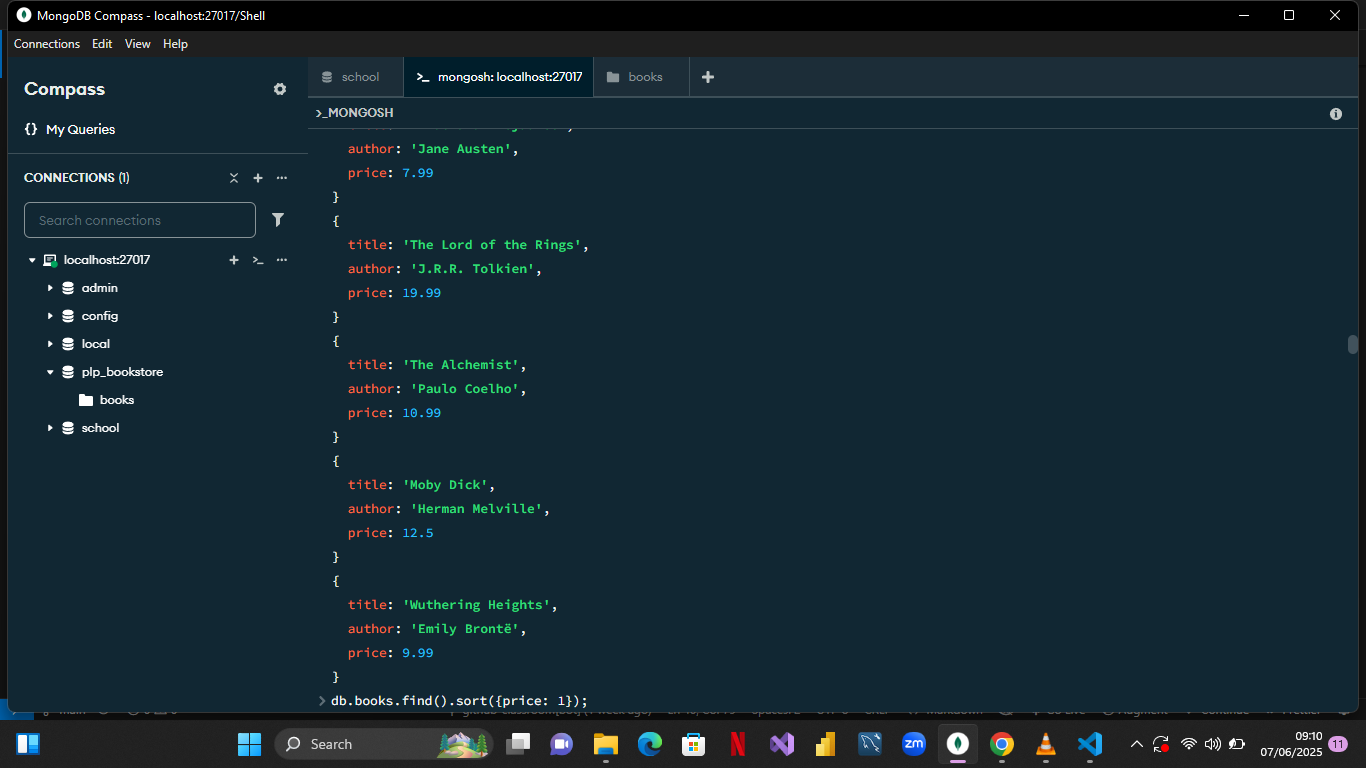 MongoDB Compass - localhost:27017/Shell
Connections Edit View Help
Compass
{} My Queries
CONNECTIONS (1)
Search connections
localhost:27017
admin
config
local
plp_bookstore
books
school
school
>_ mongosh: localhost:27017
books
>_MONGOSH
author: 'Jane Austen',
price: 7.99
}
{
title: 'The Lord of the Rings',
author: 'J.R.R. Tolkien',
price: 19.99
}
{
title: 'The Alchemist',
author: 'Paulo Coelho',
price: 10.99
}
{
title: 'Moby Dick',
author: 'Herman Melville',
price: 12.5
}
{
title: 'Wuthering Heights',
author: 'Emily Brontë',
price: 9.99
}
> db.books.find().sort({price: 1});
Search
zm
09:10
07/06/2025
11